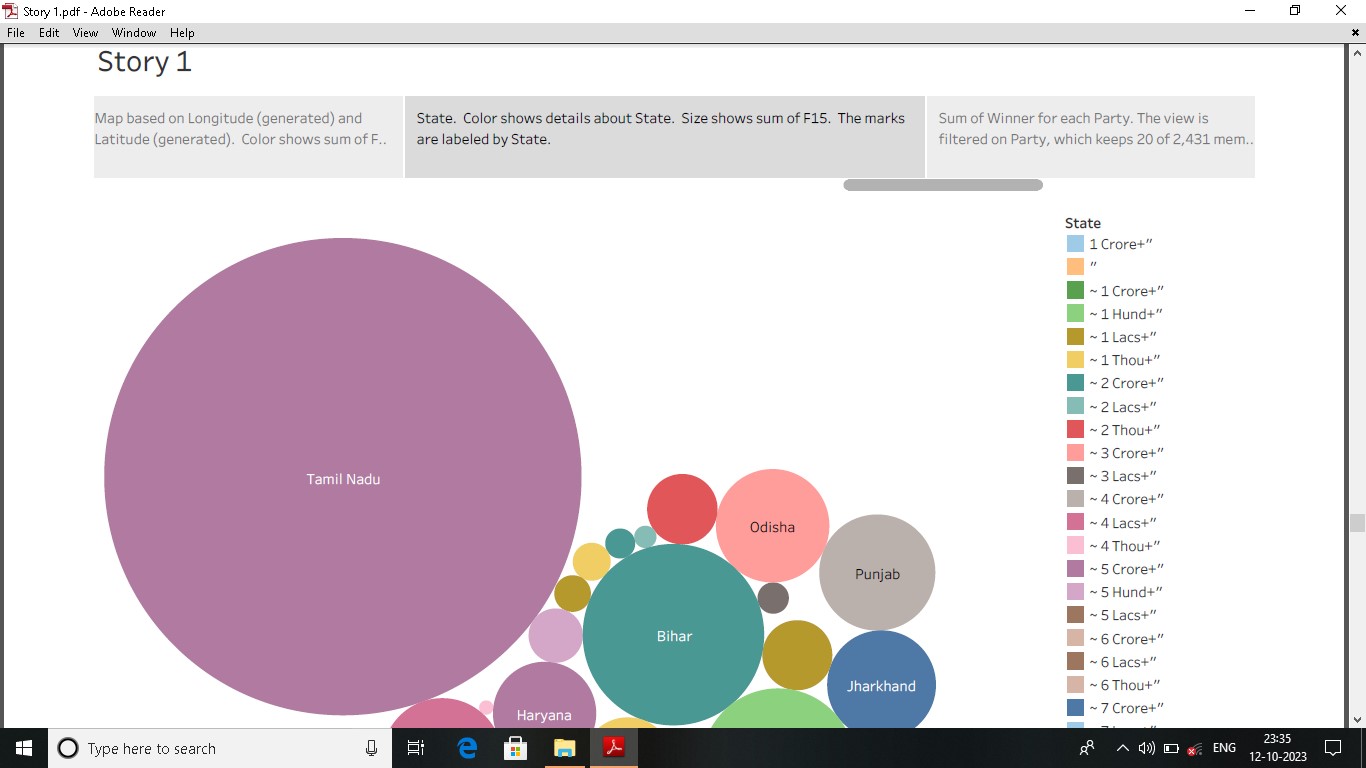 Story 1.pdf - Adobe Reader
File Edit View Window Help
Story 1
Map based on Longitude (generated) and
Latitude (generated). Color shows sum of F..
State. Color shows details about State. Size shows sum of F15. The marks
are labeled by State.
Sum of Winner for each Party. The view is
filtered on Party, which keeps 20 of 2,431 mem..
State
1 Crore+”
”
~ 1 Crore+”
~ 1 Hund+”
~ 1 Lacs+”
~ 1 Thou+”
~ 2 Crore+”
~ 2 Lacs+”
~ 2 Thou+”
~ 3 Crore+”
~ 3 Lacs+”
~ 4 Crore+”
~ 4 Lacs+”
~ 4 Thou+”
~ 5 Crore+”
~ 5 Hund+”
~ 5 Lacs+”
~ 6 Crore+”
~ 6 Lacs+”
~ 6 Thou+”
~ 7 Crore+”
Tamil Nadu
Odisha
Punjab
Bihar
Jharkhand
Haryana
Type here to search
ENG
23:35
12-10-2023